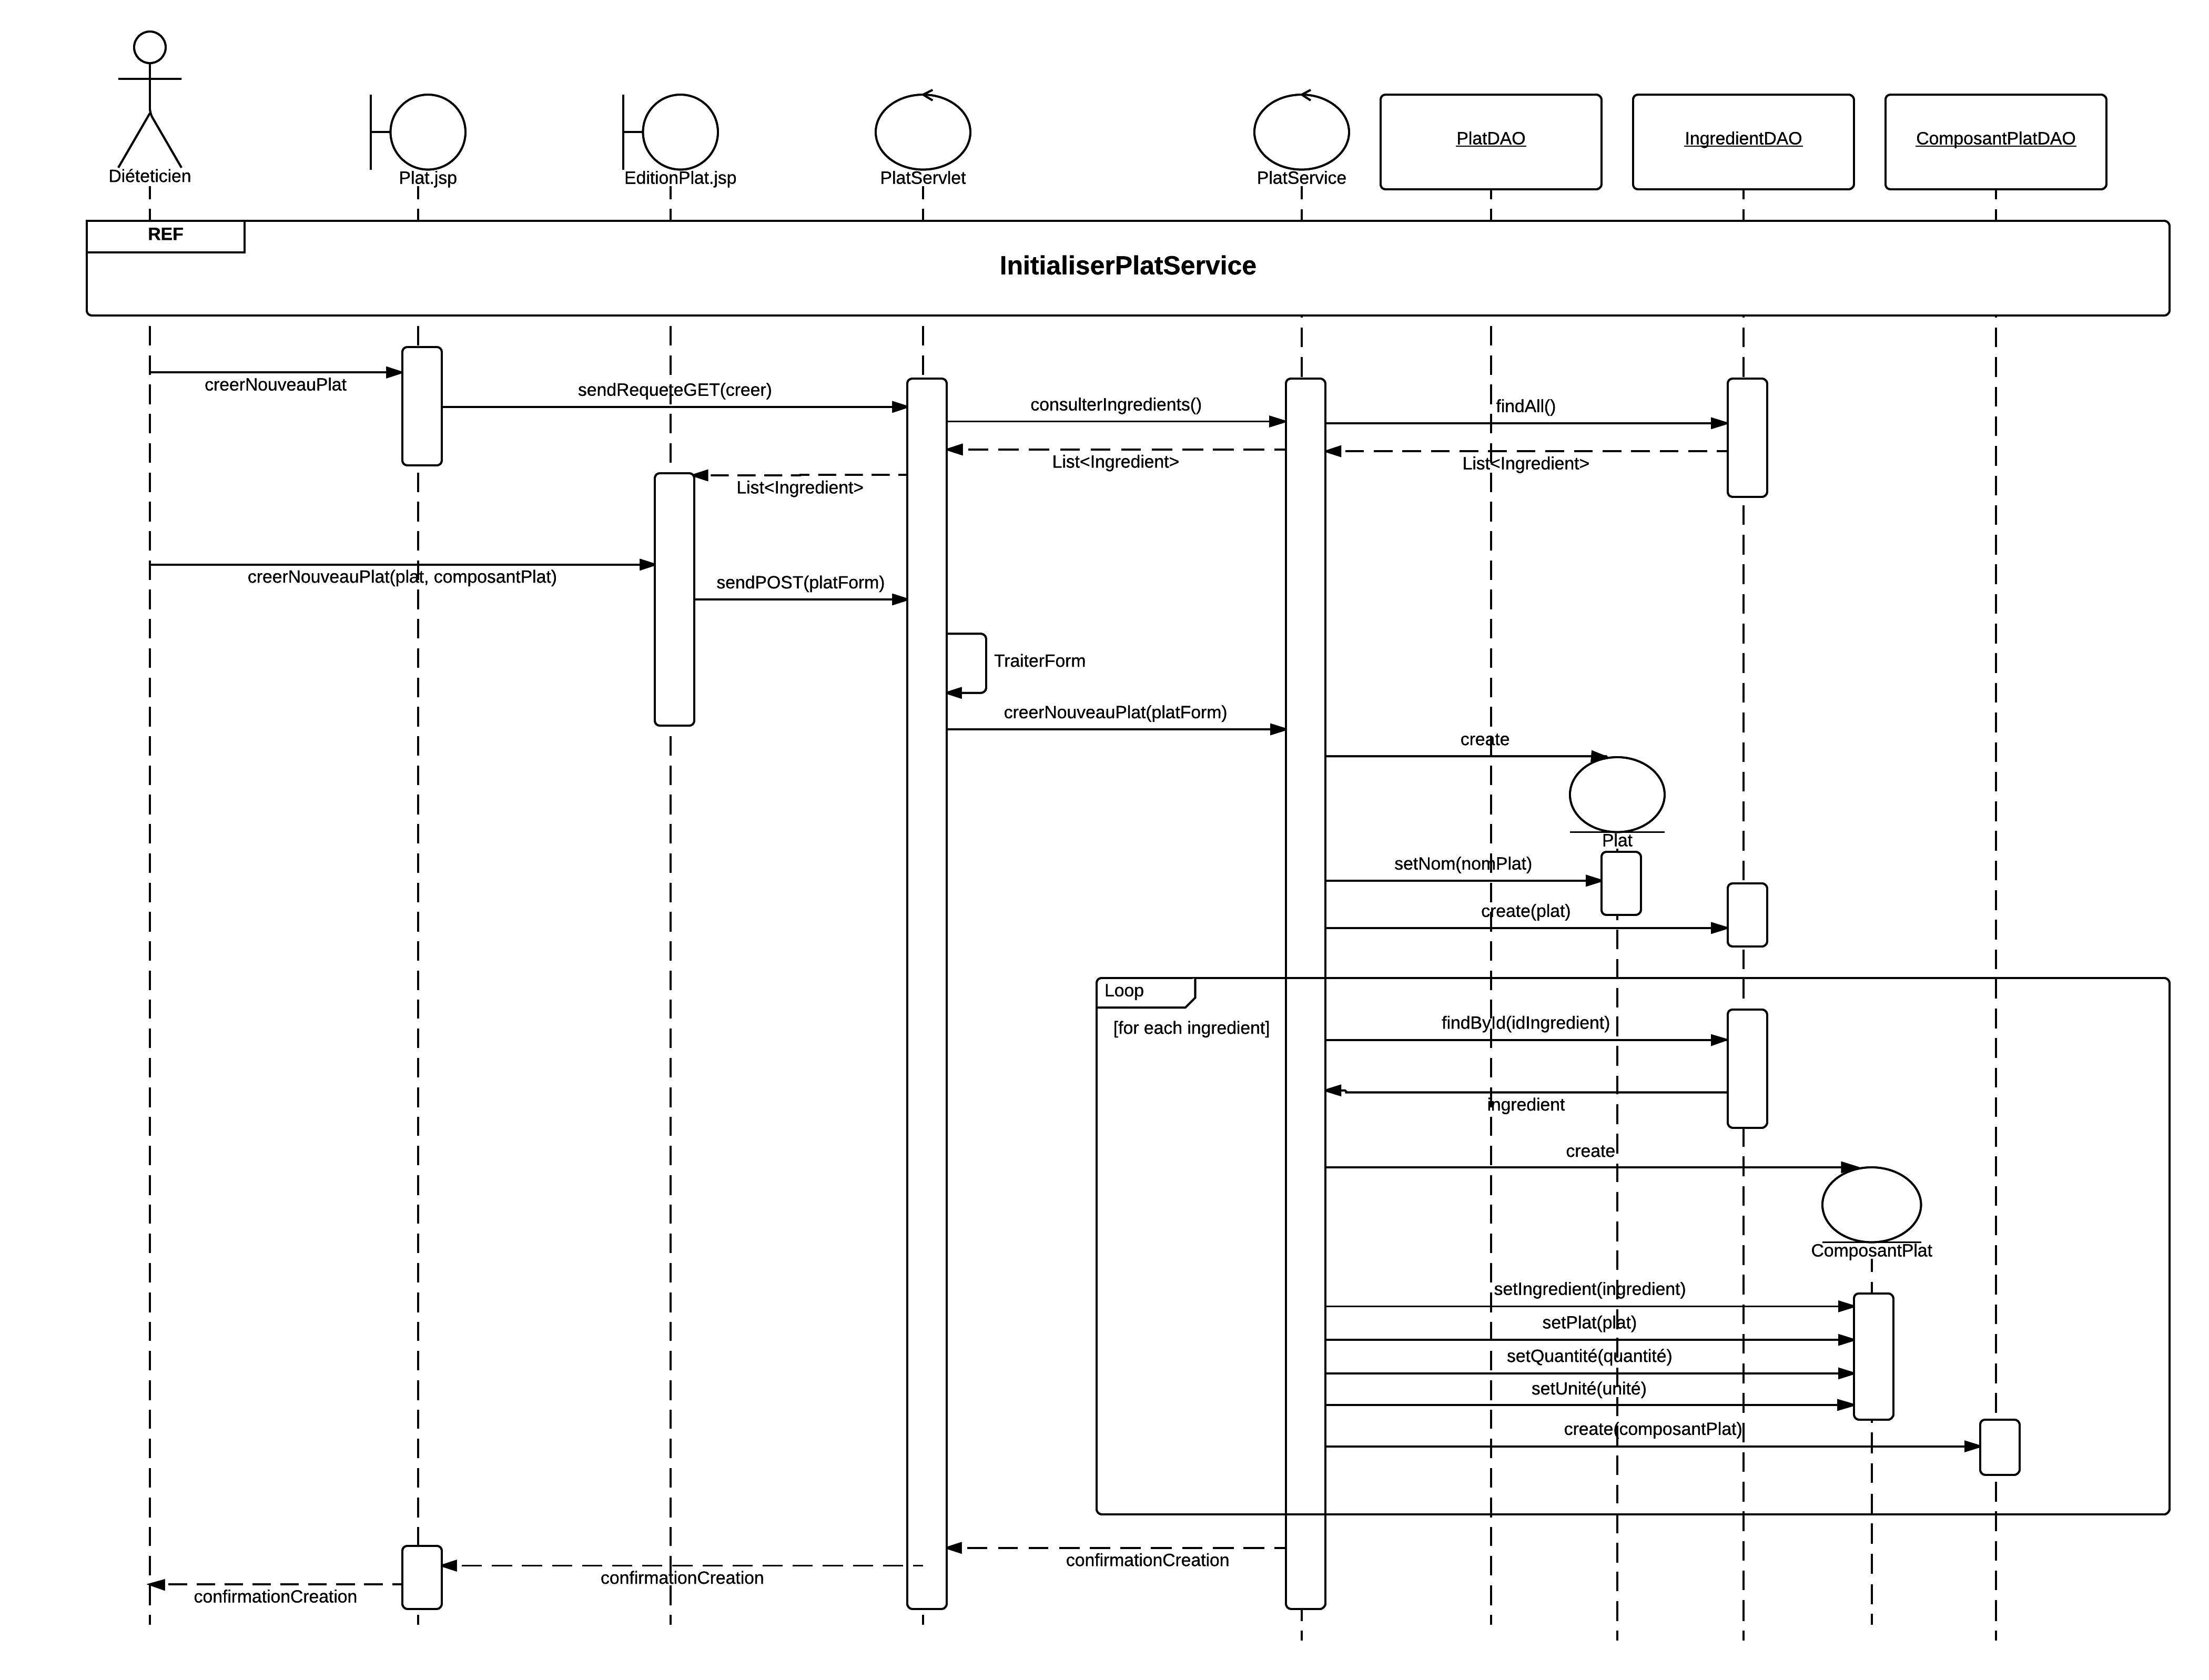 Diéteticien
Plat.jsp
EditionPlat.jsp
PlatServlet
PlatService
PlatDAO
IngredientDAO
ComposantPlatDAO
REF
InitialiserPlatService
creerNouveauPlat
sendRequeteGET(creer)
consulterIngredients()
findAll()
List<Ingredient>
List<Ingredient>
List<Ingredient>
creerNouveauPlat(plat, composantPlat)
sendPOST(platForm)
TraiterForm
creerNouveauPlat(platForm)
create
Plat
setNom(nomPlat)
create(plat)
Loop
[for each ingredient]
findById(idIngredient)
ingredient
create
ComposantPlat
setIngredient(ingredient)
setPlat(plat)
setQuantité(quantité)
setUnité(unité)
create(composantPlat)
confirmationCreation
confirmationCreation
confirmationCreation